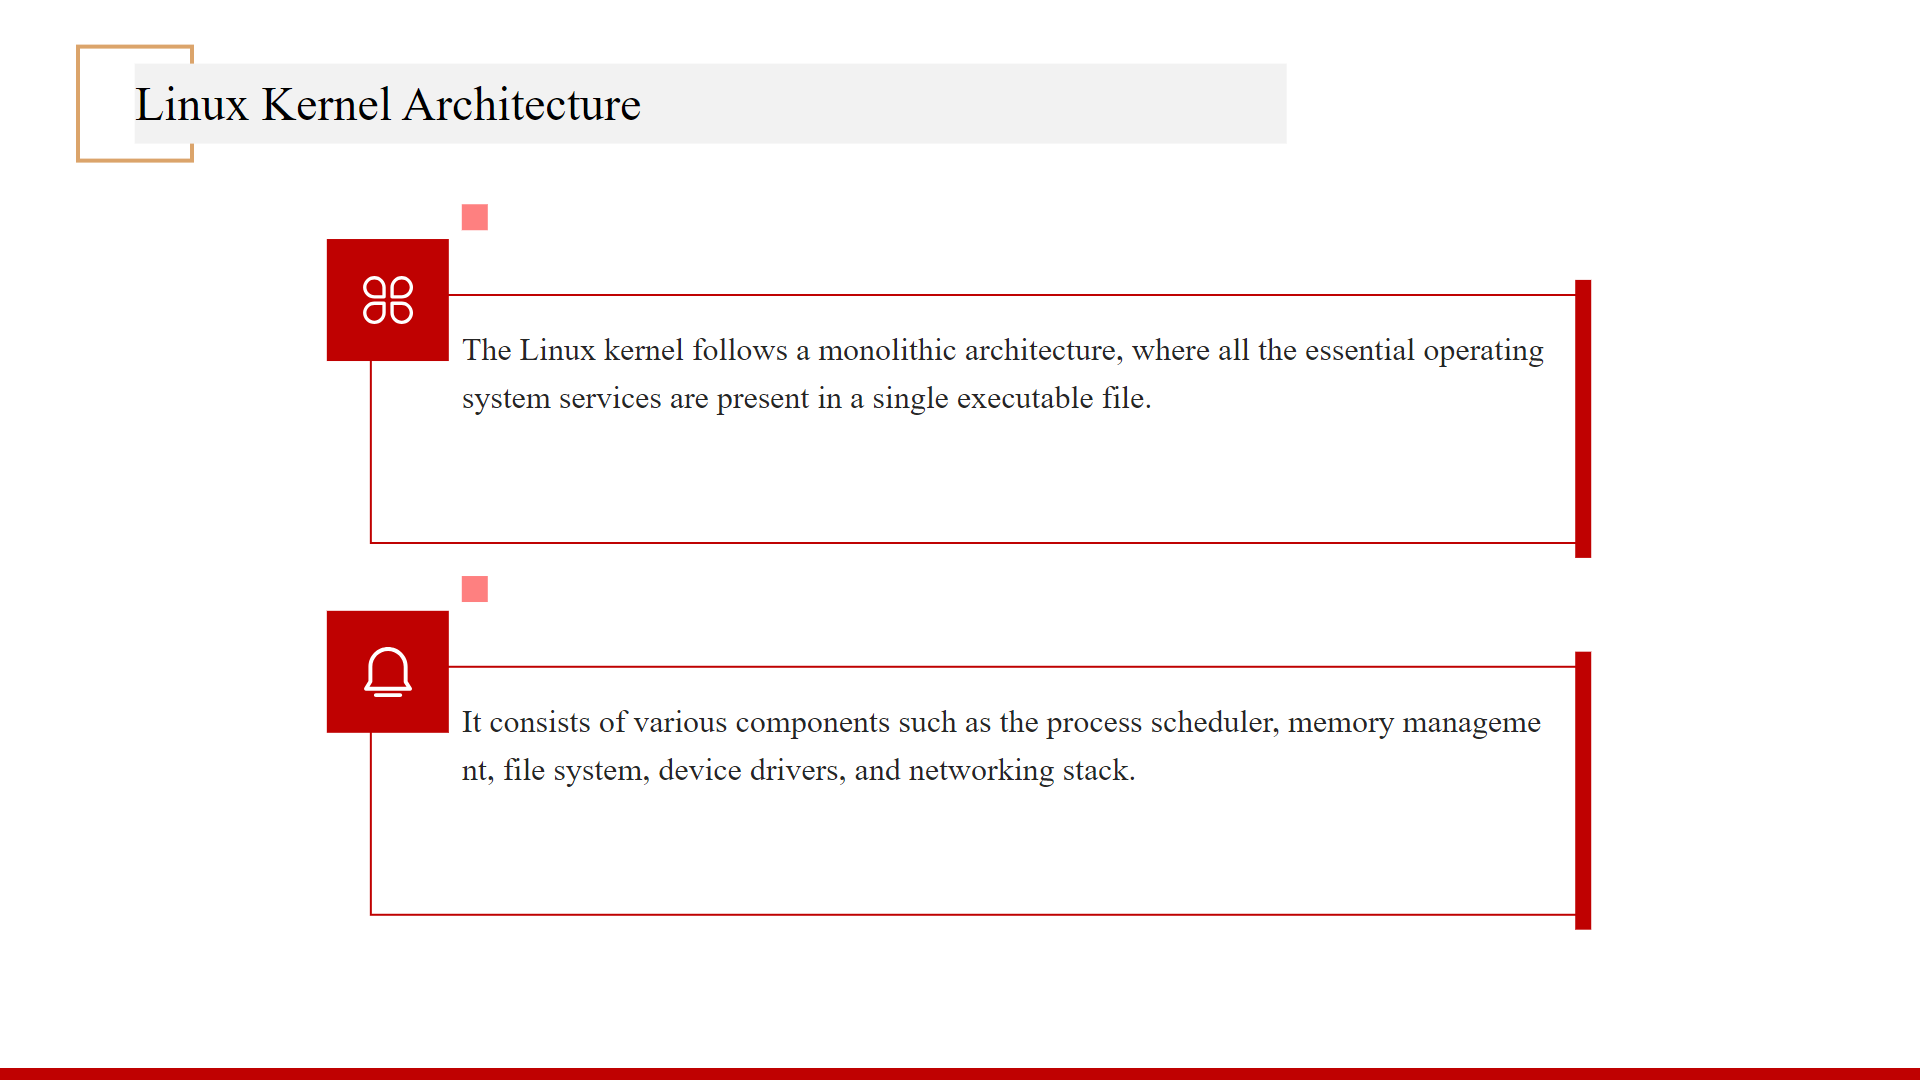 Linux Kernel Architecture
The Linux kernel follows a monolithic architecture, where all the essential operating
system services are present in a single executable file.
It consists of various components such as the process scheduler, memory manageme
nt, file system, device drivers, and networking stack.